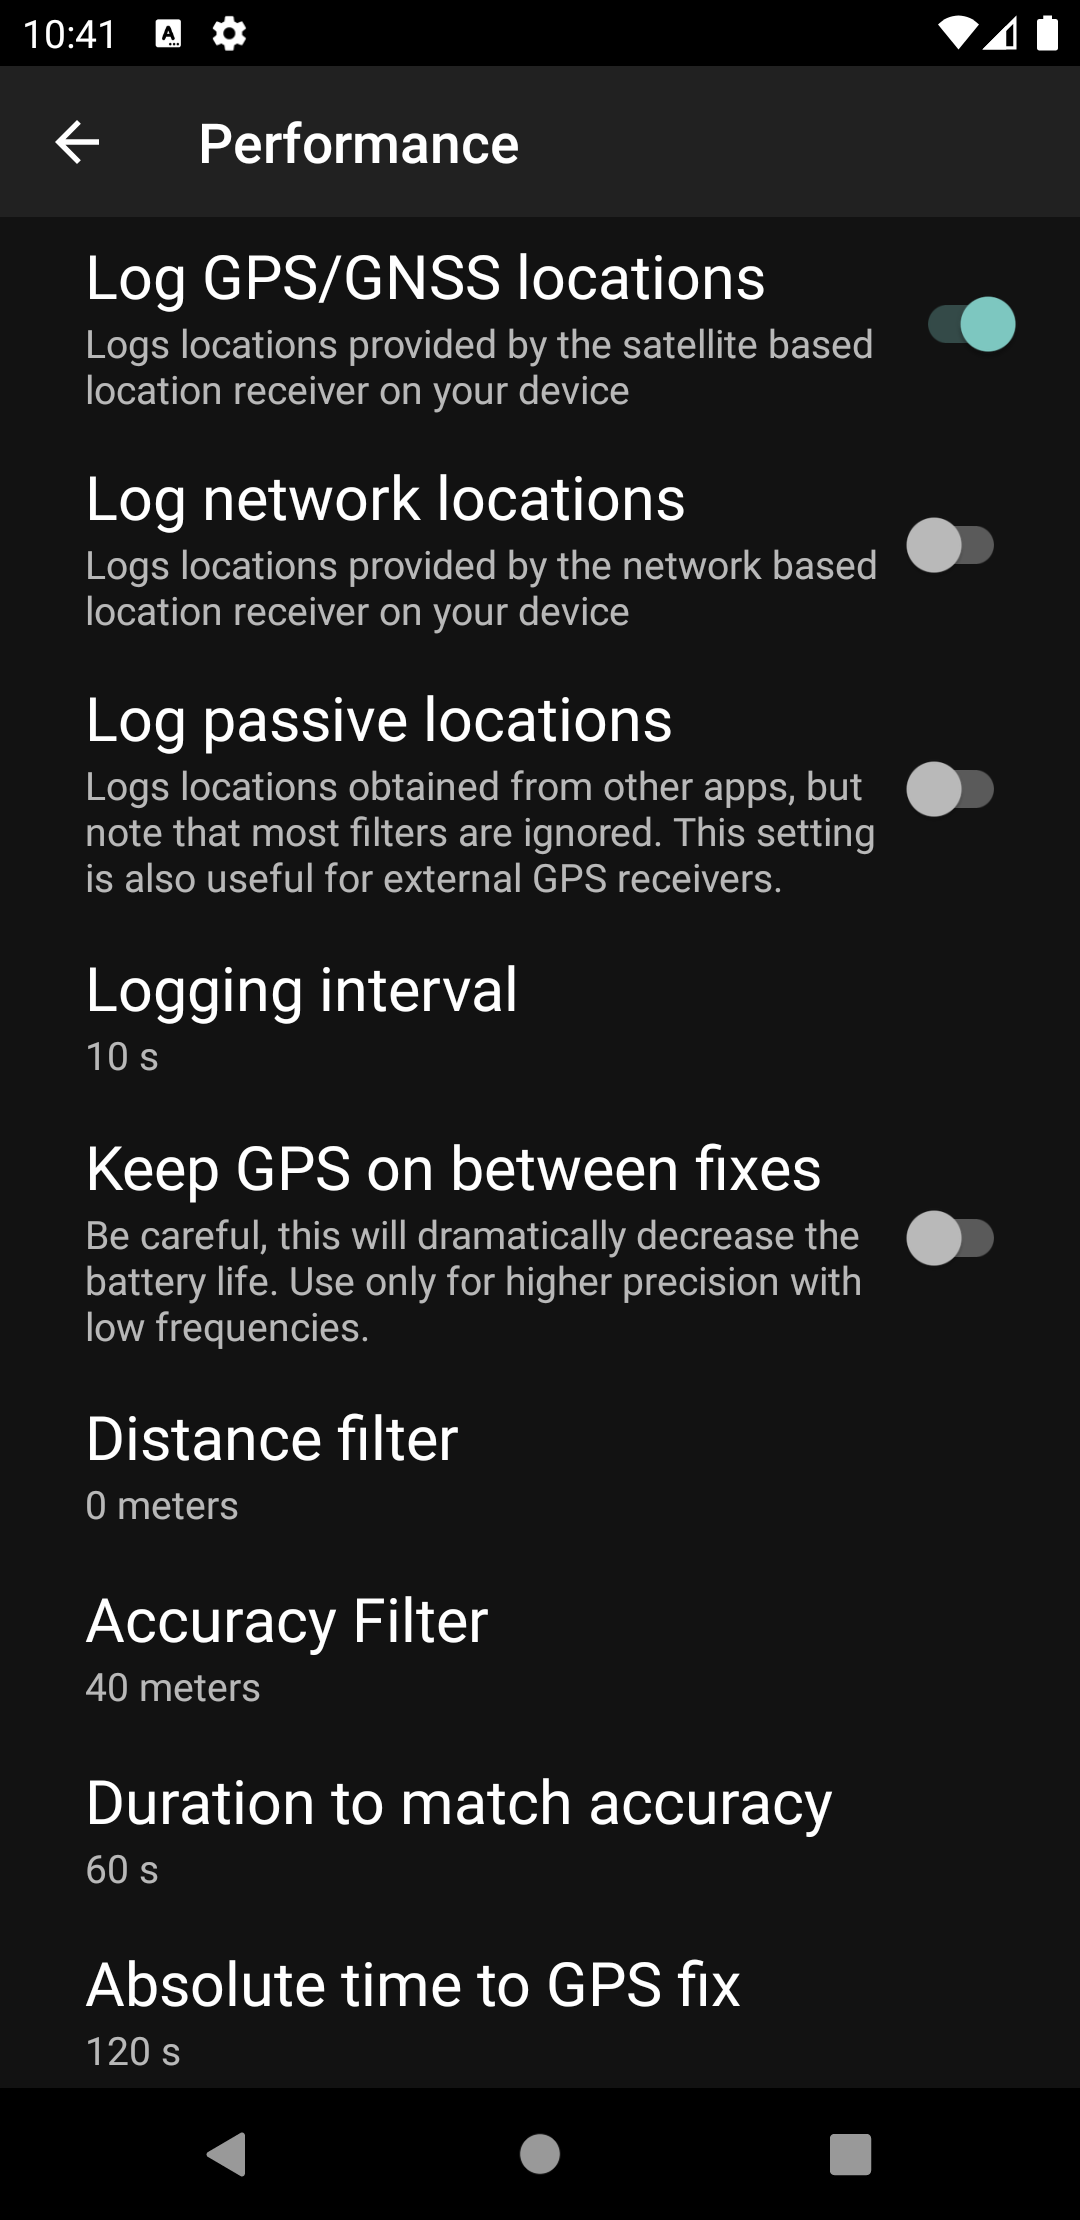 10:41
Performance
Log GPS/GNSS locations
Logs locations provided by the satellite based
location receiver on your device
Log network locations
Logs locations provided by the network based
location receiver on your device
Log passive locations
Logs locations obtained from other apps, but
note that most filters are ignored. This setting
is also useful for external GPS receivers.
Logging interval
10 s
Keep GPS on between fixes
Be careful, this will dramatically decrease the
battery life. Use only for higher precision with
low frequencies.
Distance filter
0 meters
Accuracy Filter
40 meters
Duration to match accuracy
60 s
Absolute time to GPS fix
120 s